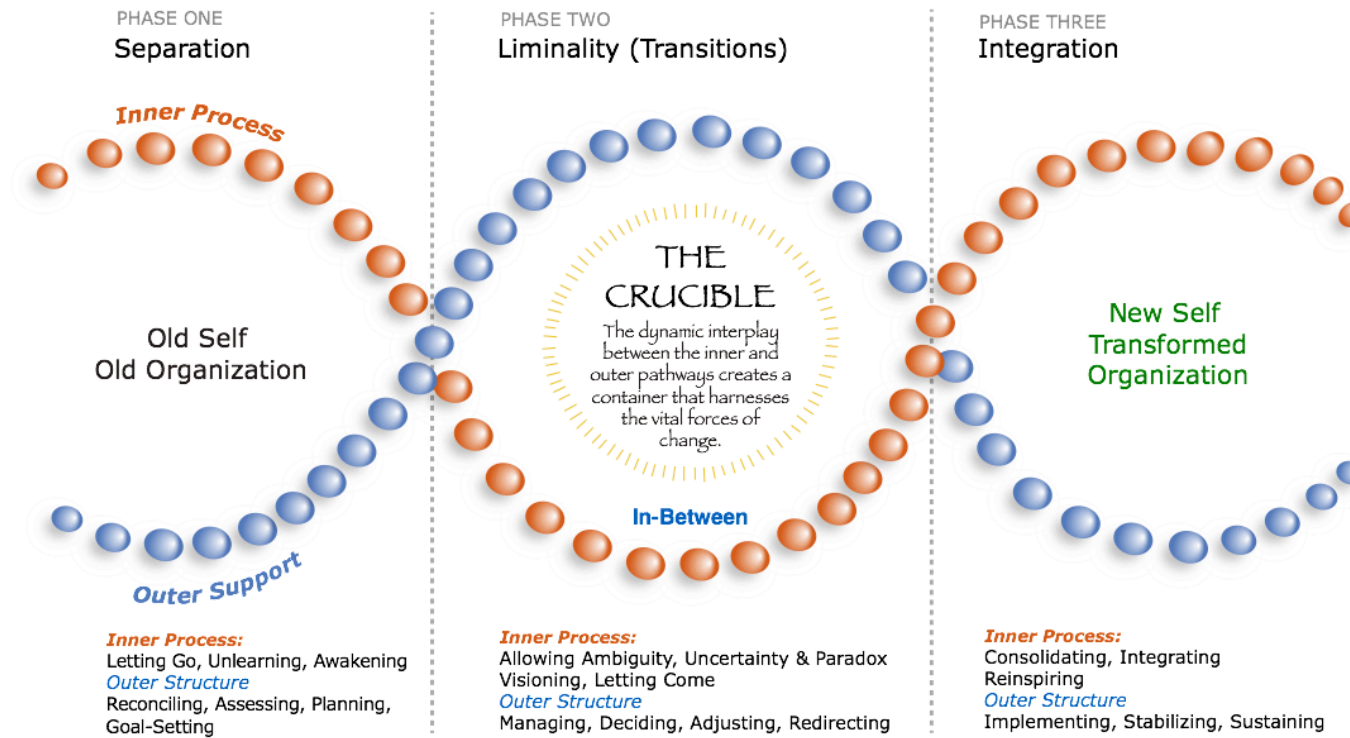 PHASE ONE
Separation
Inner Process
Old Self
Old Organization
Outer Support
Inner Process:
Letting Go, Unlearning, Awakening
Outer Structure
Reconciling, Assessing, Planning,
Goal-Setting
PHASE TWO
Liminality (Transitions)
THE
CRUCIBLE
The dynamic interplay
between the inner and
outer pathways creates a
container that harnesses
the vital forces of
change.
In-Between
Inner Process:
Allowing Ambiguity, Uncertainty & Paradox
Visioning, Letting Come
Outer Structure
Managing, Deciding, Adjusting, Redirecting
PHASE THREE
Integration
New Self
Transformed
Organization
Inner Process:
Consolidating, Integrating
Reinspiring
Outer Structure
Implementing, Stabilizing, Sustaining